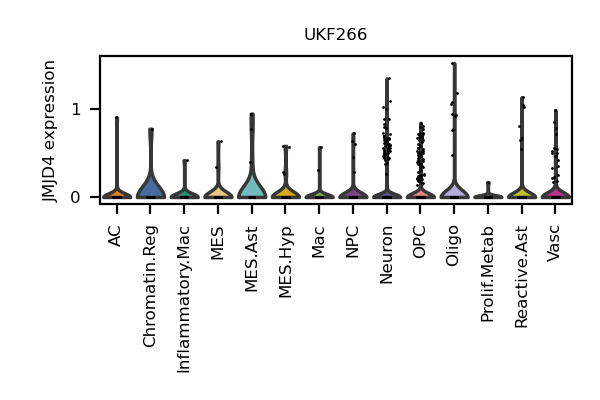 UKF266
JMJD4 expression
1
0
AC
Chromatin.Reg
Inflammatory.Mac
MES
MES.Ast
MES.Hyp
Mac
NPC
Neuron
OPC
Oligo
Prolif.Metab
Reactive.Ast
Vasc